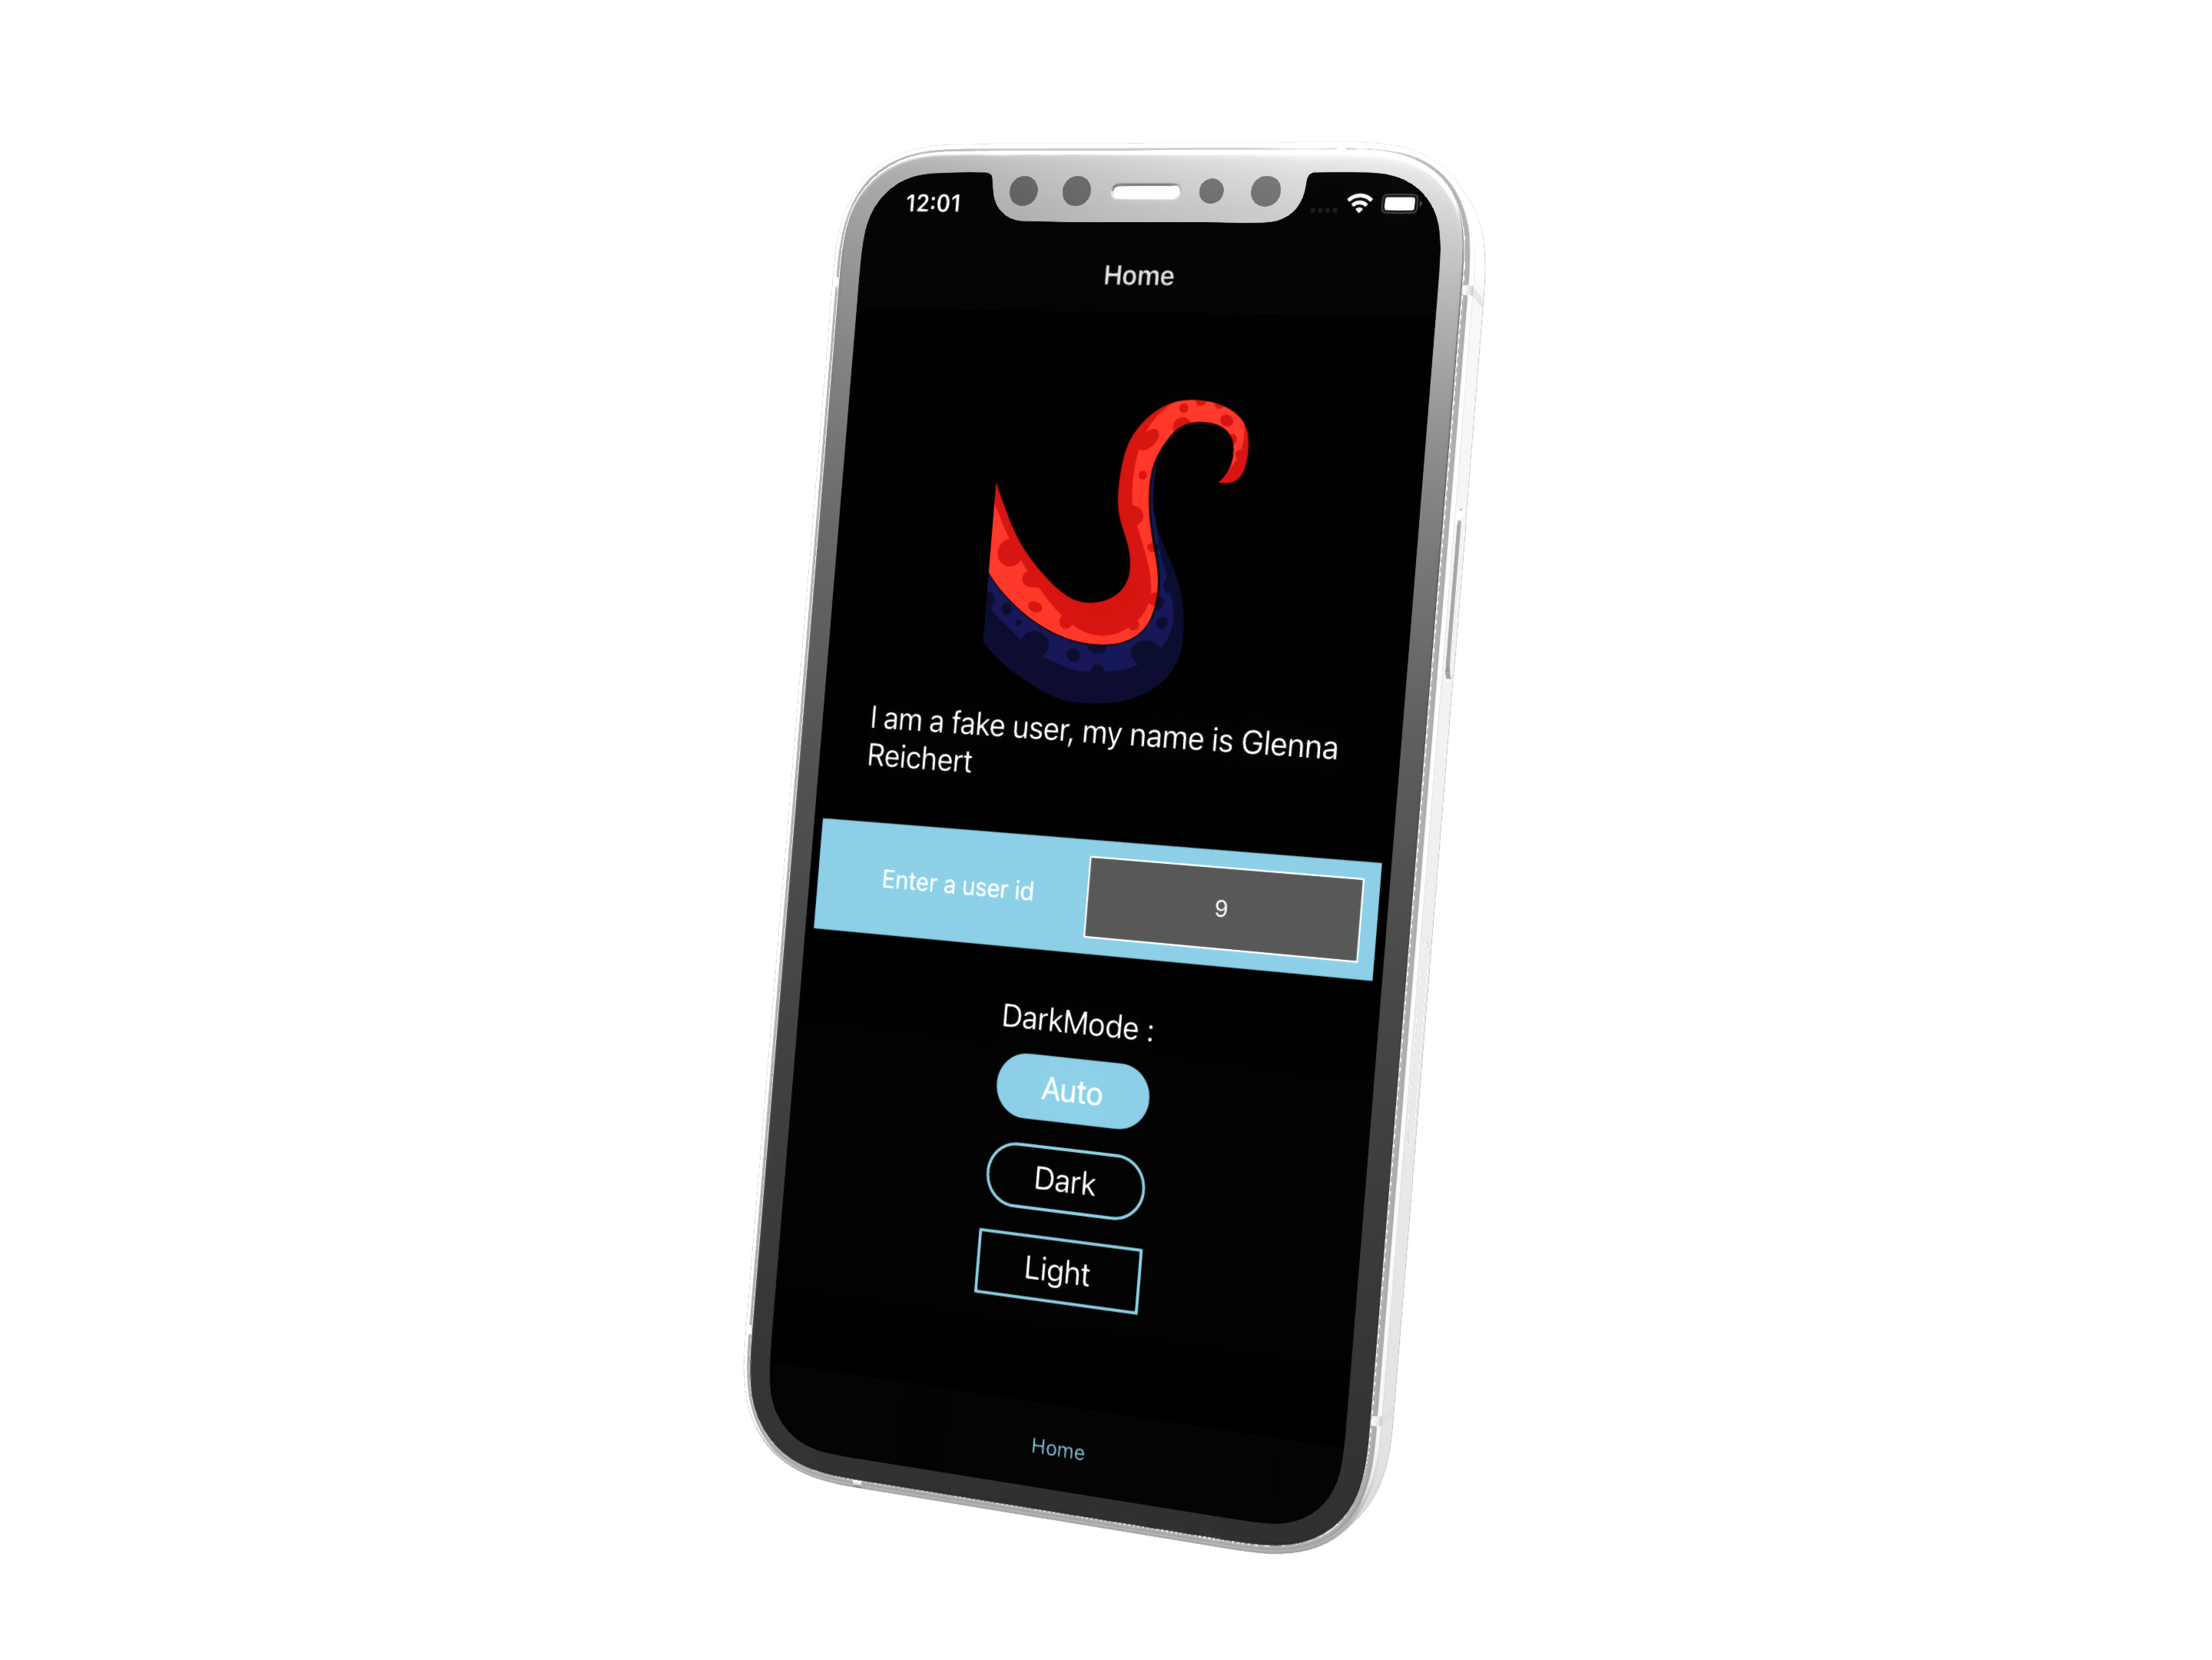 12:01
Home
I am a fake user, my name is Glenna
Reichert
Enter a user id
9
DarkMode :
Auto
Dark
Light
Home